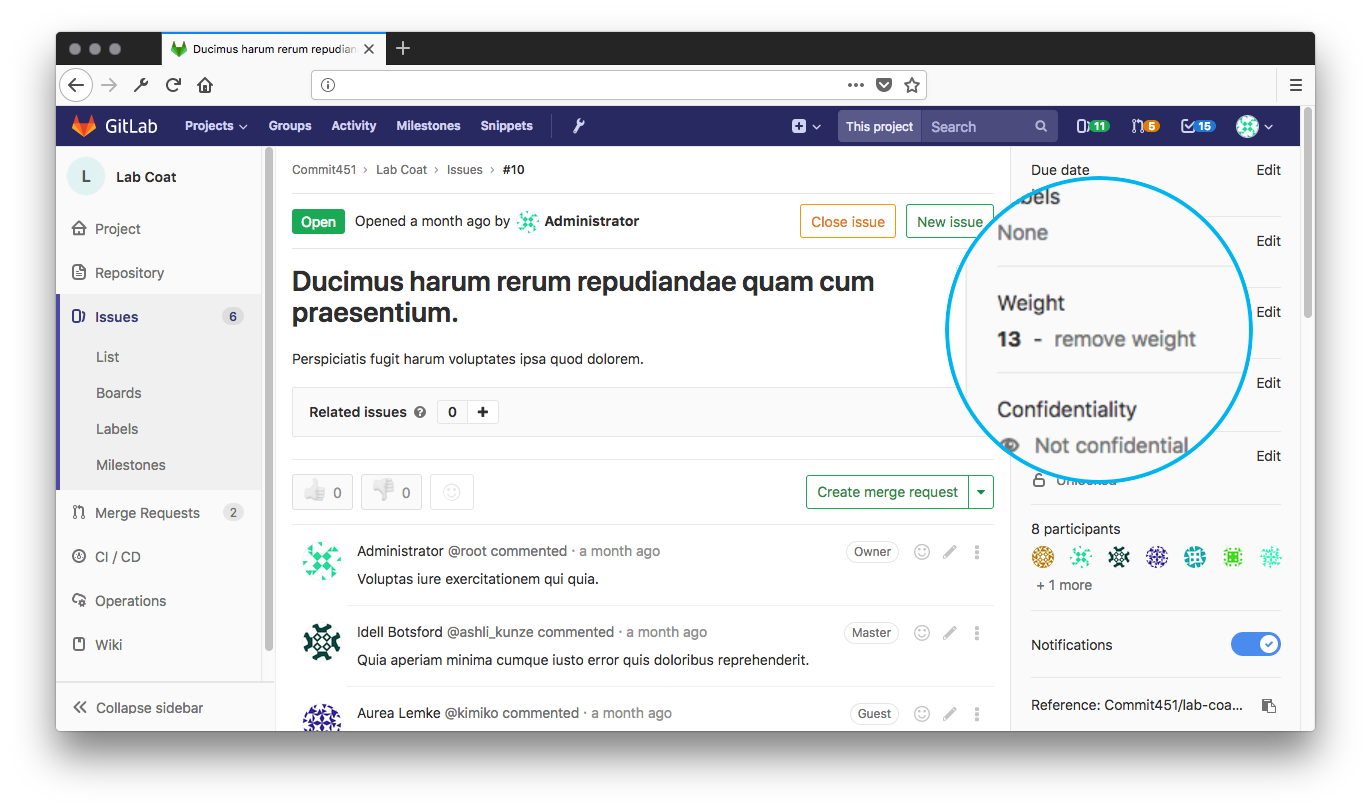 Ducimus harum rerum repudian
GitLab
Projects
Groups
Activity
Milestones
Snippets
This project
Search
11
5
15
L
Lab Coat
Project
Repository
Issues
6
List
Boards
Labels
Milestones
Merge Requests
2
CI / CD
Operations
Wiki
Collapse sidebar
Commit451 › Lab Coat › Issues › #10
Open
Opened a month ago by Administrator
Close issue
New issue
Ducimus harum rerum repudiandae quam cum
praesentium.
Perspiciatis fugit harum voluptates ipsa quod dolorem.
Related issues
0
0
0
Create merge request
Administrator @root commented · a month ago
Owner
Voluptas iure exercitationem qui quia.
Idell Botsford @ashli_kunze commented · a month ago
Master
Quia aperiam minima cumque iusto error quis doloribus reprehenderit.
Aurea Lemke @kimiko commented · a month ago
Guest
Due date
Edit
bels
None
Edit
Weight
Edit
13 - remove weight
Edit
Confidentiality
Not confidential
Edit
8 participants
+ 1 more
Notifications
Reference: Commit451/lab-coa...